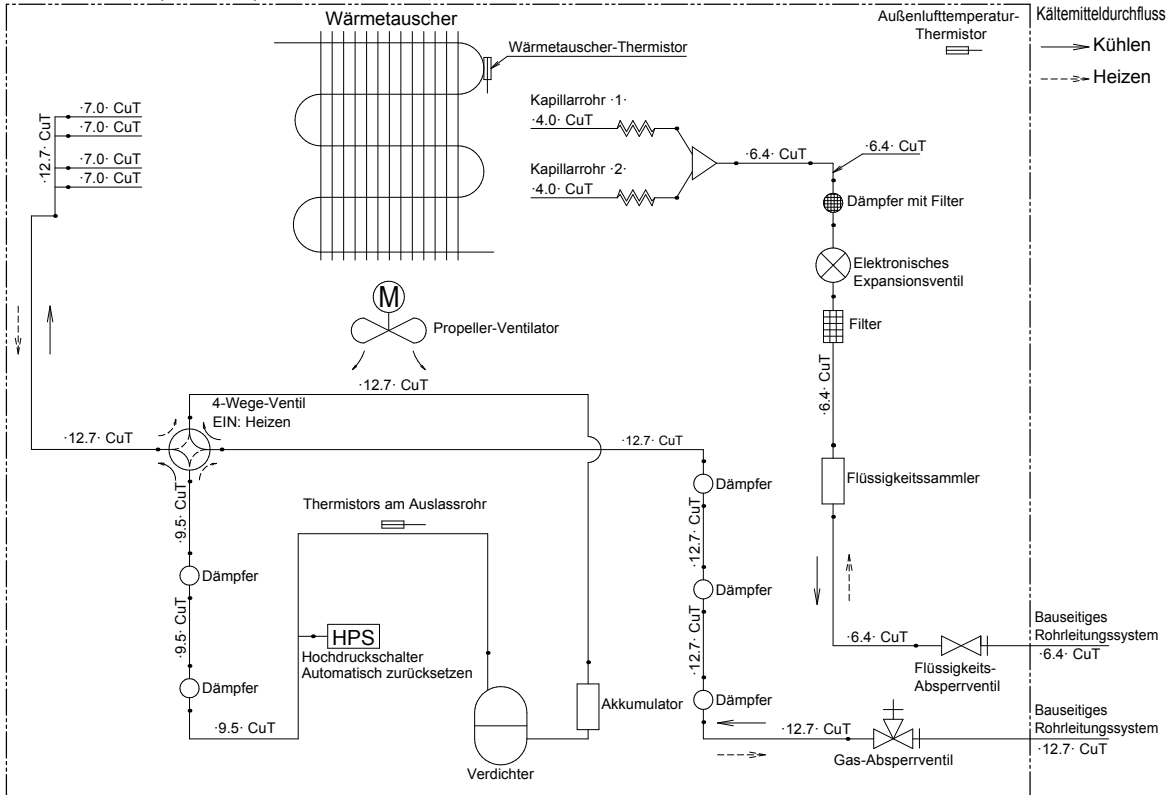 Wärmetauscher
Außenlufttemperatur-
Thermistor
Kältemitteldurchfluss
Kühlen
Heizen
Wärmetauscher-Thermistor
·7.0· CuT
·7.0· CuT
·7.0· CuT
·7.0· CuT
·12.7· CuT
Kapillarrohr ·1·
·4.0· CuT
Kapillarrohr ·2·
·4.0· CuT
·6.4· CuT
·6.4· CuT
Dämpfer mit Filter
Elektronisches
Expansionsventil
Filter
·6.4· CuT
M
Propeller-Ventilator
·12.7· CuT
4-Wege-Ventil
EIN: Heizen
·12.7· CuT
·12.7· CuT
Flüssigkeitssammler
Thermistors am Auslassrohr
·9.5· CuT
Dämpfer
·9.5· CuT
Dämpfer
·9.5· CuT
HPS
Hochdruckschalter
Automatisch zurücksetzen
Verdichter
Akkumulator
Dämpfer
·12.7· CuT
Dämpfer
·12.7· CuT
Dämpfer
·6.4· CuT
Flüssigkeits-
Absperrventil
Bauseitiges
Rohrleitungssystem
·6.4· CuT
·12.7· CuT
Gas-Absperrventil
Bauseitiges
Rohrleitungssystem
·12.7· CuT